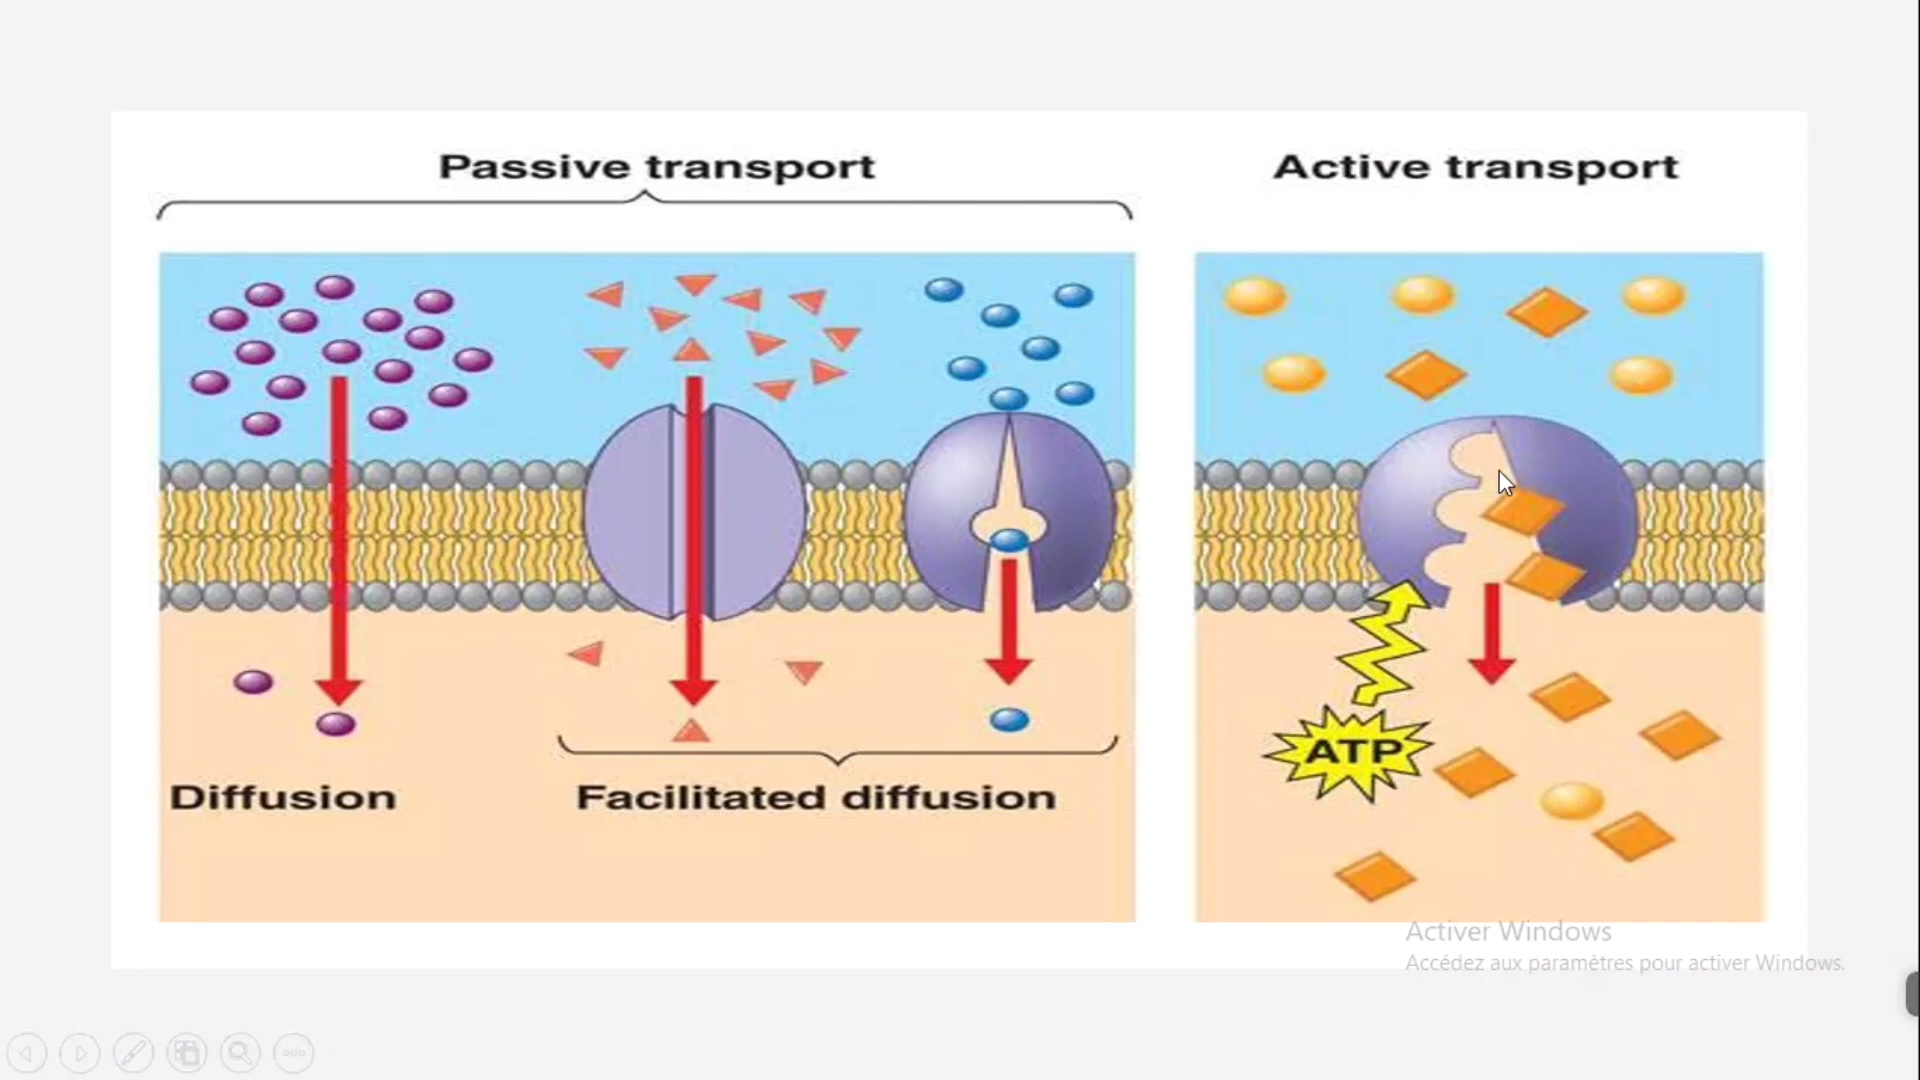 Passive transport
Active transport
ATP
Diffusion
Facilitated diffusion
Activer Windows
Accédez aux paramètres pour activer Windows.